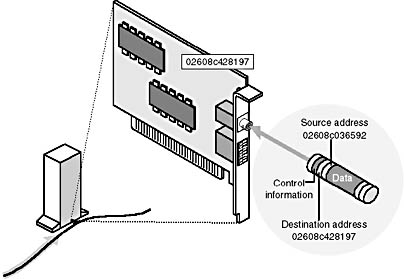 02608c428197
Source address
02608c036592
Data
Control
information
Destination address
02608c428197